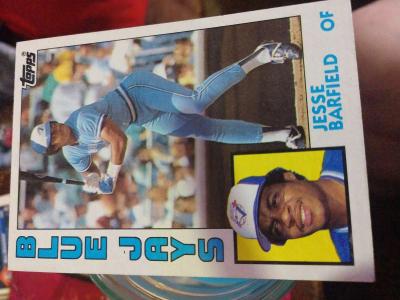 Topps
BLUE JAYS
JESSE
BARFIELD OF